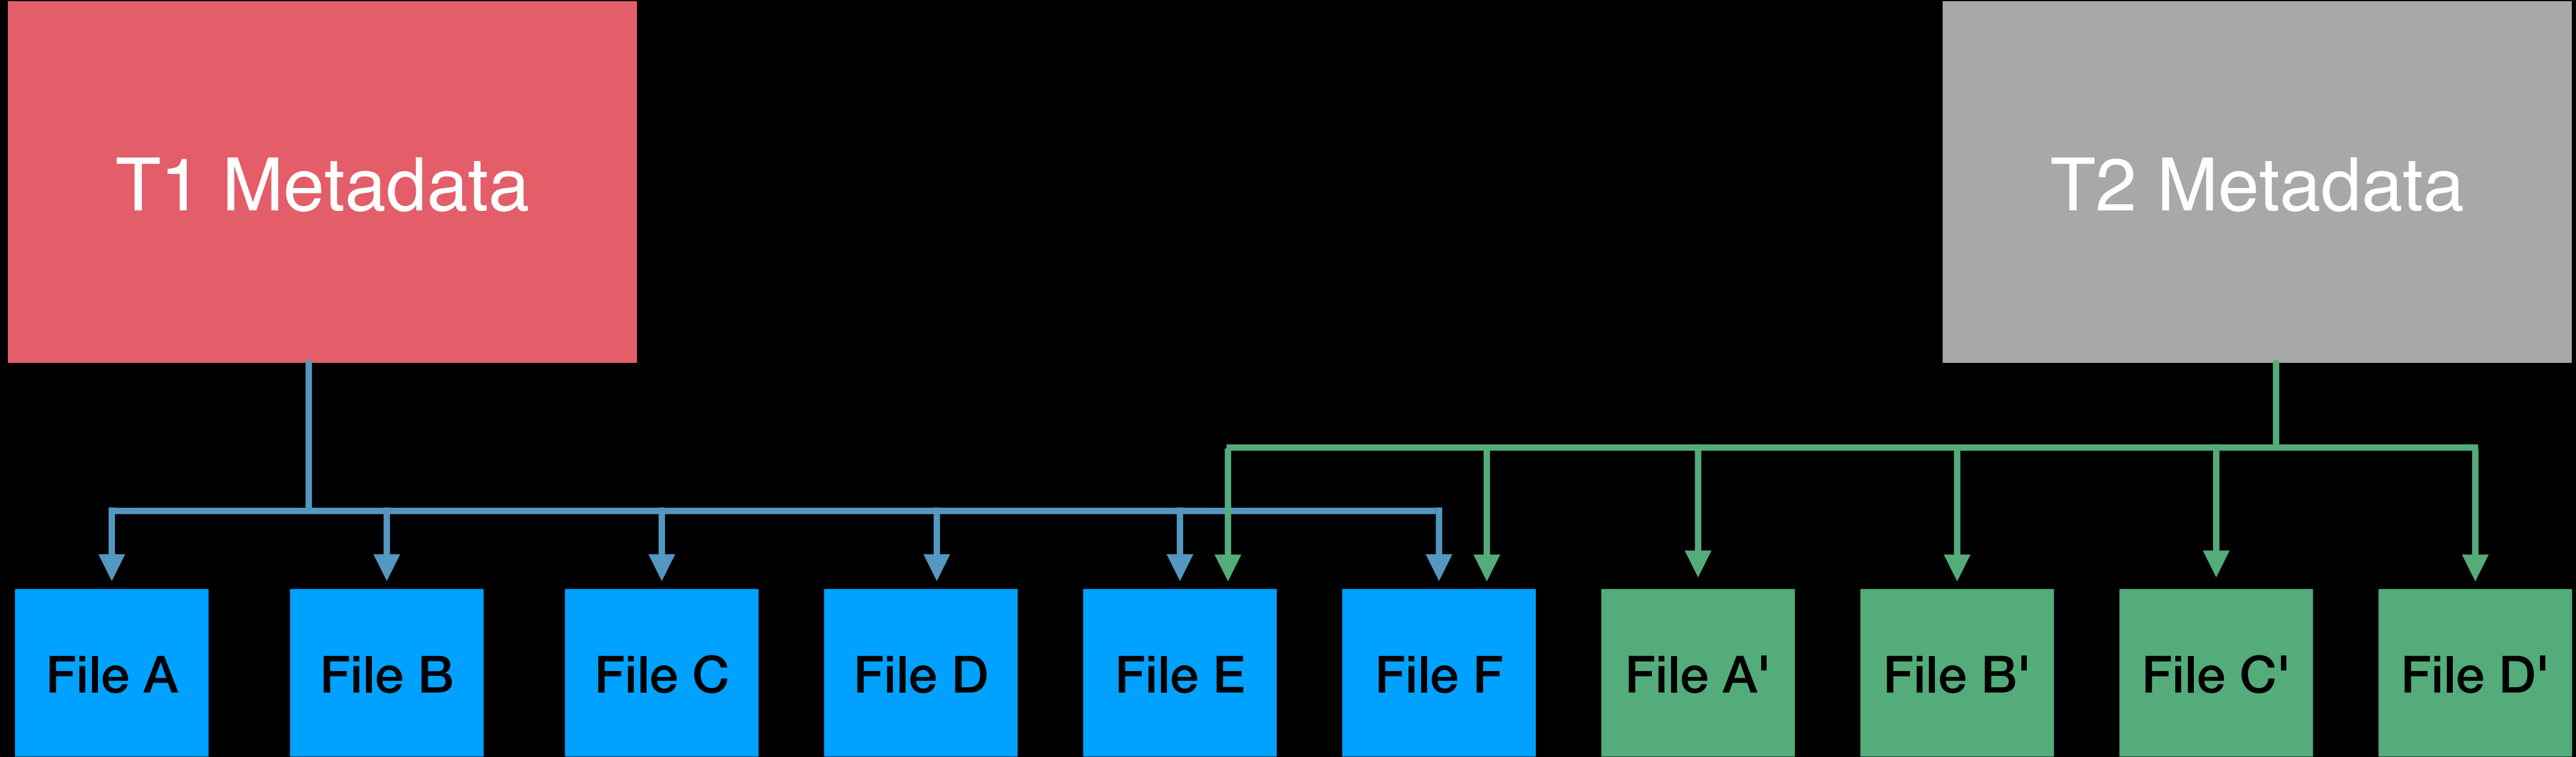 T1 Metadata
T2 Metadata
File A
File B
File C
File D
File E
File F
File A'
File B'
File C'
File D'